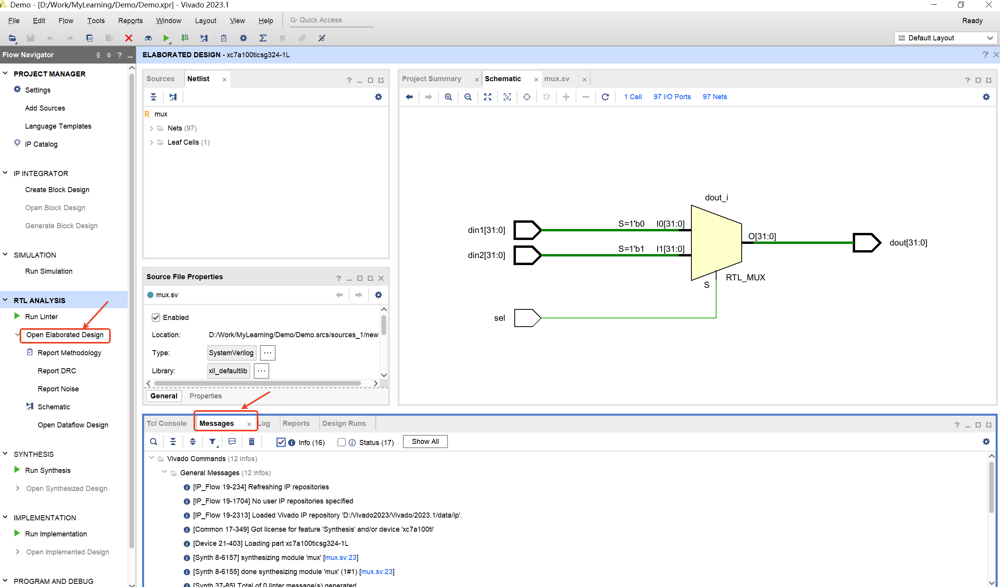 Demo - [D:/Work/MyLearning/Demo/Demo.xpr] - Vivado 2023.1
File Edit Flow Tools Reports Window Layout View Help Quick Access Ready
Default Layout
Flow Navigator
PROJECT MANAGER
Settings
Add Sources
Language Templates
IP Catalog
IP INTEGRATOR
Create Block Design
Open Block Design
Generate Block Design
SIMULATION
Run Simulation
RTL ANALYSIS
Run Linter
Open Elaborated Design
Report Methodology
Report DRC
Report Noise
Schematic
Open Dataflow Design
SYNTHESIS
Run Synthesis
Open Synthesized Design
IMPLEMENTATION
Run Implementation
Open Implemented Design
PROGRAM AND DEBUG
ELABORATED DESIGN - xc7a100ticsg324-1L
Sources Netlist
R mux
Nets (97)
Leaf Cells (1)
Source File Properties
mux.sv
Enabled
Location: D:/Work/MyLearning/Demo/Demo.srcs/sources_1/new
Type: SystemVerilog ...
Library: xil_defaultlib ...
General Properties
Project Summary Schematic mux.sv
1 Cell 97 I/O Ports 97 Nets
dout_i
din1[31:0] S=1'b0 I0[31:0]
O[31:0] dout[31:0]
din2[31:0] S=1'b1 I1[31:0]
S RTL_MUX
sel
Tcl Console Messages Log Reports Design Runs
Info (16) Status (17) Show All
Vivado Commands (12 infos)
General Messages (12 infos)
[IP_Flow 19-234] Refreshing IP repositories
[IP_Flow 19-1704] No user IP repositories specified
[IP_Flow 19-2313] Loaded Vivado IP repository 'D:/Vivado2023/Vivado/2023.1/data/ip'.
[Common 17-349] Got license for feature 'Synthesis' and/or device 'xc7a100ti'
[Device 21-403] Loading part xc7a100ticsg324-1L
[Synth 8-6157] synthesizing module 'mux' [mux.sv:23]
[Synth 8-6155] done synthesizing module 'mux' (1#1) [mux.sv:23]
[Synth 37-85] Total of 0 linter message(s) generated